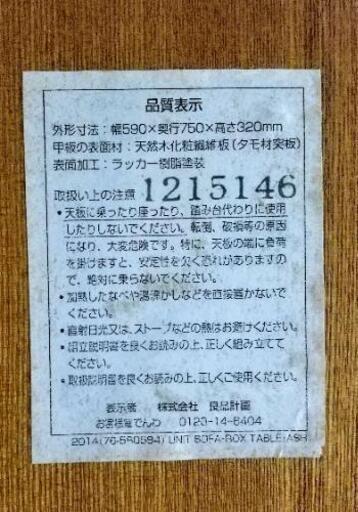 品質表示
外形寸法：幅590×奥行750×高さ320mm
甲板の表面材：天然木化粧繊維板（タモ材突板）
表面加工：ラッカー樹脂塗装
取扱い上の注意 1215146
●天板に乗ったり座ったり、踏み台代わりに使用
したりしないでください。転倒、破損等の原因
になり、大変危険です。特に、天板の端に負荷
を掛けますと、安定性を欠く恐れがありますの
で、絶対に乗らないでください。
●加熱したなべや湯沸かしなどを直接置かないで
ください。
●直射日光又は、ストーブなどの熱はお避けください。
●組立説明書を良くお読みの上、正しく組み立てて
ください。
●取扱説明書を良くお読みの上、正しくご使用ください。
表示者 株式会社 良品計画
お客様室でんわ 0120-14-6404
2014(76-580594) UNIT SOFA-BOX TABLE(ASH